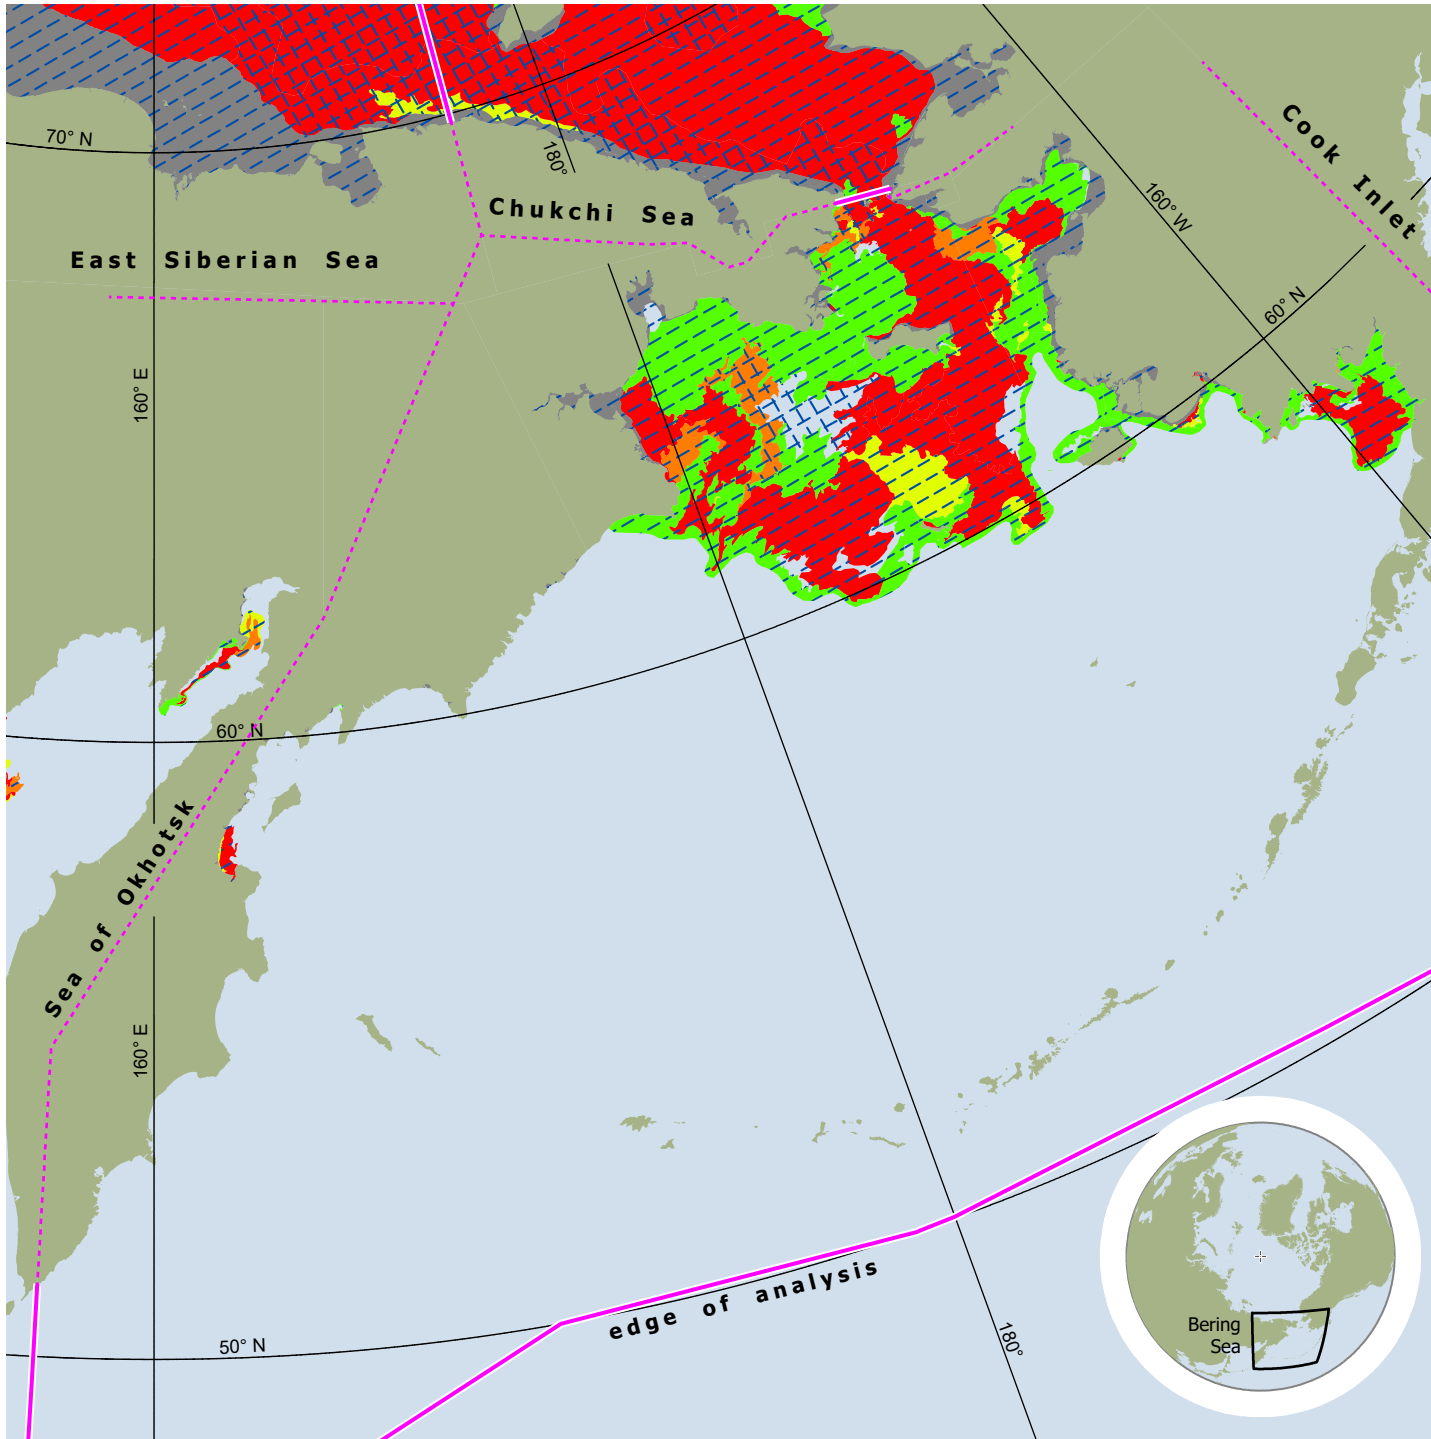 70° N
180°
Cook Inlet
160° W
Chukchi Sea
East Siberian Sea
60° N
160° E
60° N
Sea of Okhotsk
160° E
edge of analysis
50° N
180°
Bering
Sea